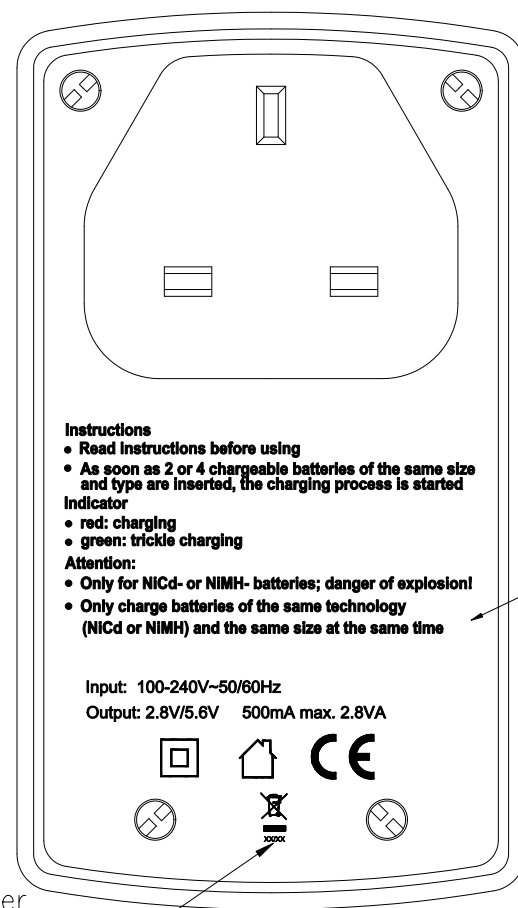 Instructions
• Read instructions before using
• As soon as 2 or 4 chargeable batteries of the same size
and type are inserted, the charging process is started
Indicator
• red: charging
• green: trickle charging
Attention:
• Only for NiCd- or NiMH- batteries; danger of explosion!
• Only charge batteries of the same technology
(NiCd or NiMH) and the same size at the same time
Input: 100-240V~50/60Hz
Output: 2.8V/5.6V 500mA max. 2.8VA
CE
xx/xx
er